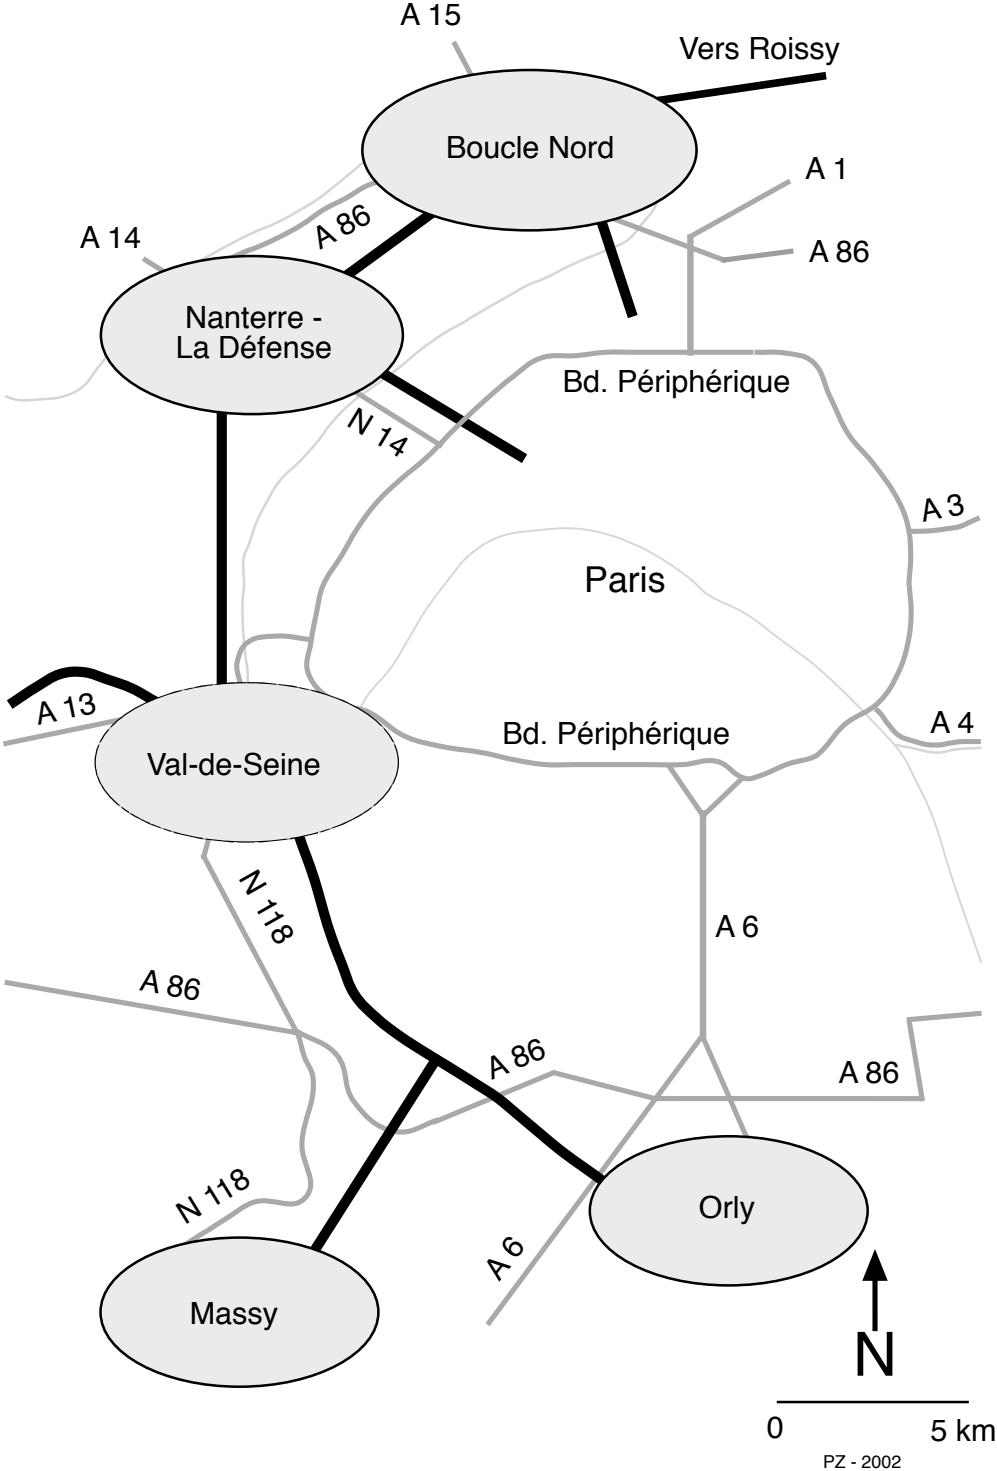 A 15
Vers Roissy
Boucle Nord
A 1
A 86
A 14
A 86
Nanterre -
La Défense
Bd. Périphérique
N 14
A 3
Paris
A 13
A 4
Bd. Périphérique
Val-de-Seine
N 118
A 6
A 86
A 86
A 86
N 118
Orly
A 6
Massy
N
0
5 km
PZ - 2002